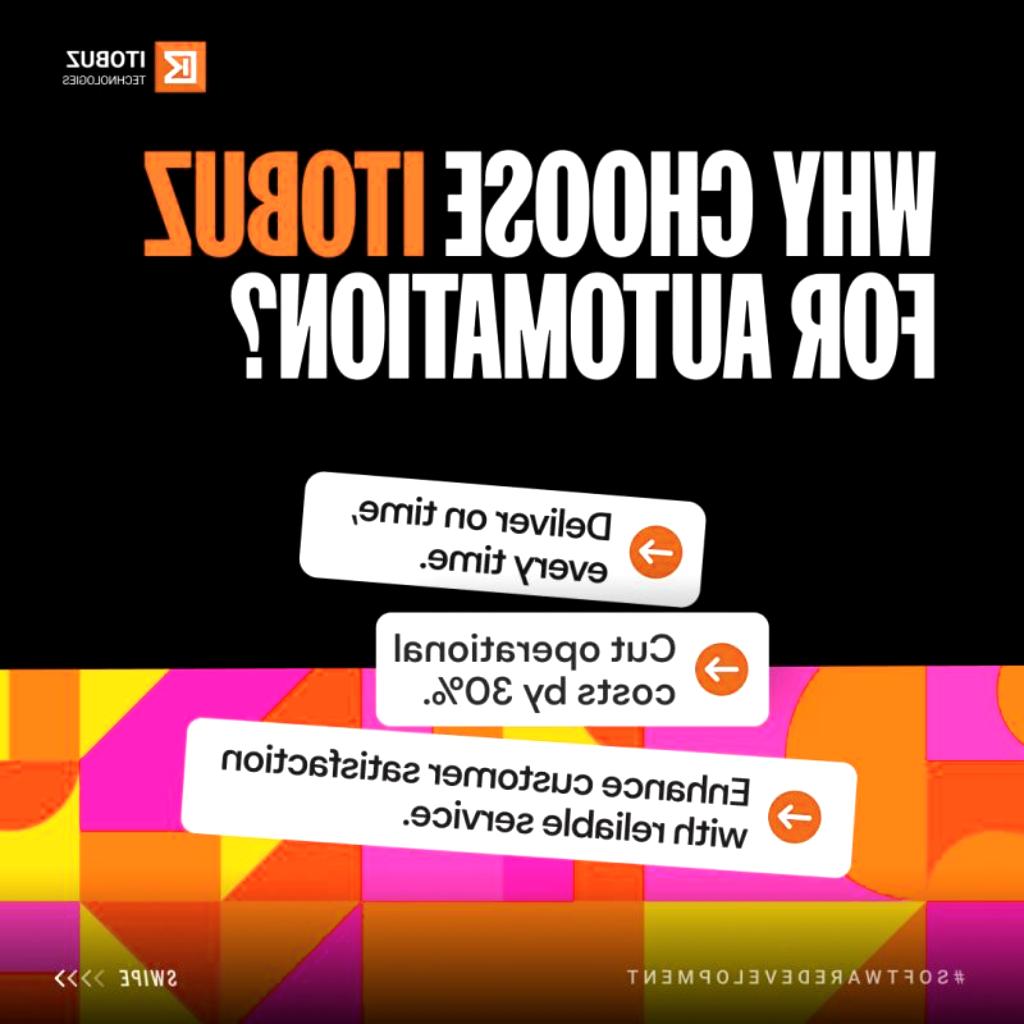 ITOBUZ
TECHNOLOGIES
WHY CHOOSE ITOBUZ
FOR AUTOMATION?
Deliver on time,
every time.
Cut operational
costs by 30%.
Enhance customer satisfaction
with reliable service.
#SOFTWAREDEVELOPMENT
SWIPE >>>>